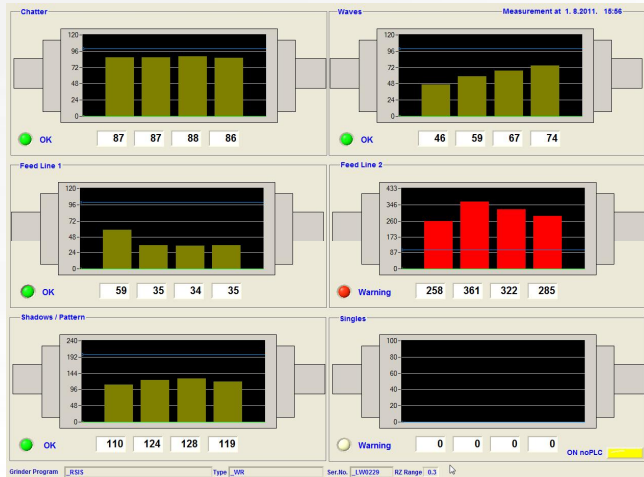 Chatter
120
96
72
48
24
0
OK 87 87 88 86
Waves Measurement at 1. 8.2011. 15:56
120
96
72
48
24
0
OK 46 59 67 74
Feed Line 1
120
96
72
48
24
0
OK 59 35 34 35
Feed Line 2
433
346
260
173
87
0
Warning 258 361 322 285
Shadows / Pattern
240
192
144
96
48
0
OK 110 124 128 119
Singles
100
80
60
40
20
0
Warning 0 0 0 0 ON noPLC
Grinder Program _RSIS Type _WR Ser.No. _LW0229 RZ Range 0.3